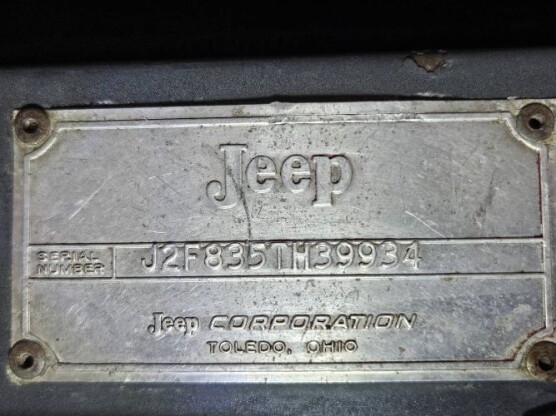 Jeep
SERIAL
NUMBER
J2F835TH39934
Jeep CORPORATION
TOLEDO, OHIO